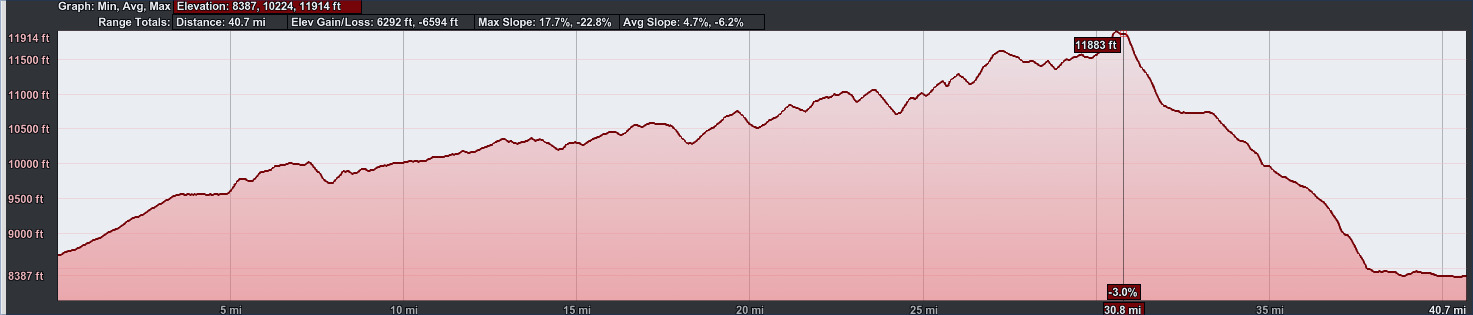 Graph: Min, Avg, Max Elevation: 8387, 10224, 11914 ft
Range Totals: Distance: 40.7 mi Elev Gain/Loss: 6292 ft, -6594 ft Max Slope: 17.7%, -22.8% Avg Slope: 4.7%, -6.2%
11914 ft
11883 ft
11500 ft
11000 ft
10500 ft
10000 ft
9500 ft
9000 ft
8387 ft
-3.0%
5 mi 10 mi 15 mi 20 mi 25 mi 30.8 mi 35 mi 40.7 mi